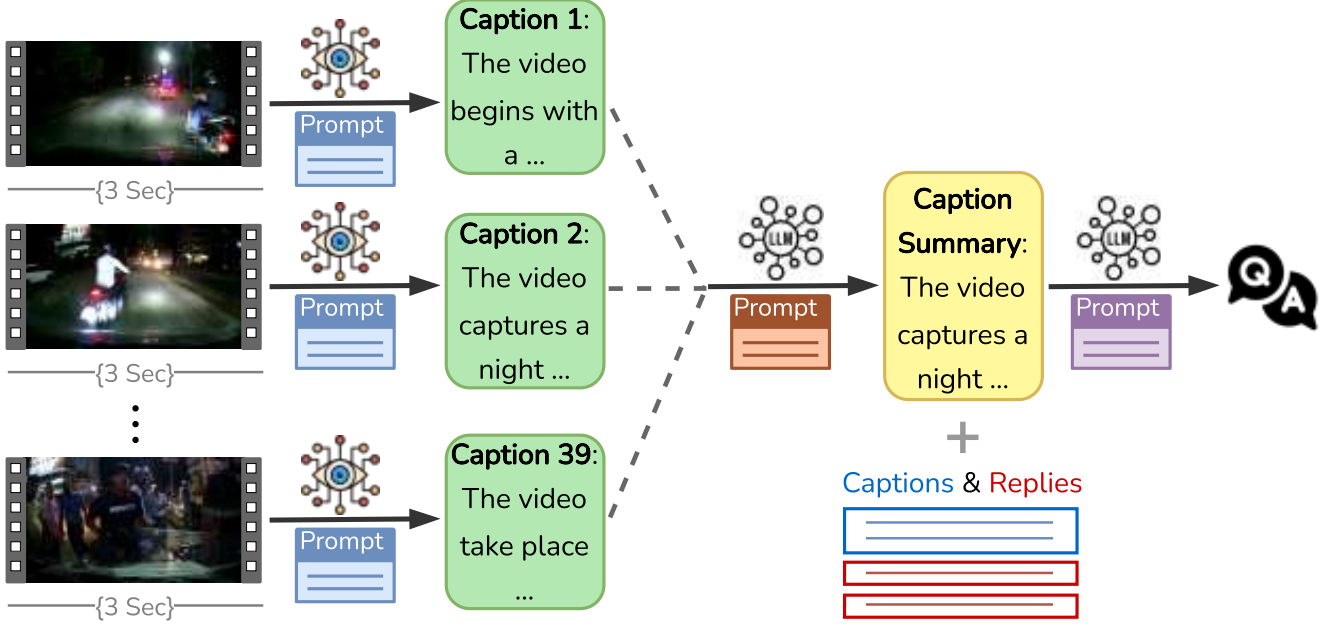 Caption 1:
The video
begins with
a ...
Prompt
{3 Sec}
Caption 2:
The video
captures a
night ...
Prompt
{3 Sec}
Caption 39:
The video
take place
...
Prompt
{3 Sec}
LLM
Prompt
Caption
Summary:
The video
captures a
night ...
LLM
Prompt
Q A
Captions & Replies